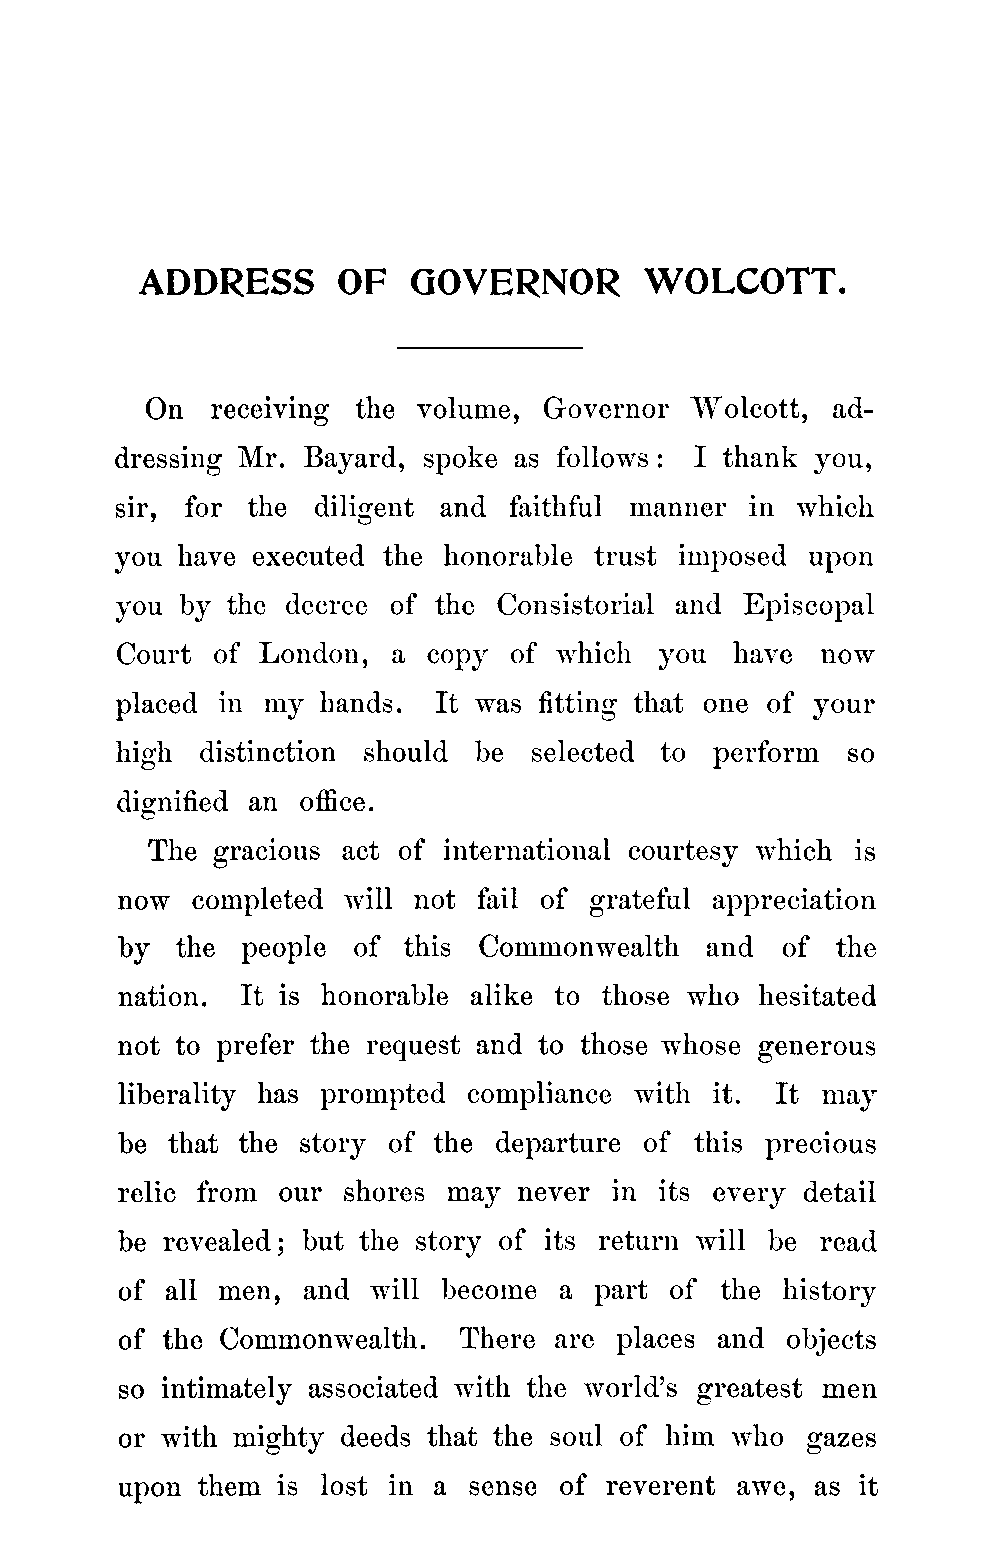 ADDRESS OF GOVERNOR WOLCOTT.
On receiving the volume, Governor Wolcott, ad-
dressing Mr. Bayard, spoke as follows: I thank you,
sir, for the diligent and faithful manner in which
you have executed the honorable trust imposed upon
you by the decree of the Consistorial and Episcopal
Court of London, a copy of which you have now
placed in my hands. It was fitting that one of your
high distinction should be selected to perform so
dignified an office.
The gracious act of international courtesy which is
now completed will not fail of grateful appreciation
by the people of this Commonwealth and of the
nation. It is honorable alike to those who hesitated
not to prefer the request and to those whose generous
liberality has prompted compliance with it. It may
be that the story of the departure of this precious
relic from our shores may never in its every detail
be revealed; but the story of its return will be read
of all men, and will become a part of the history
of the Commonwealth. There are places and objects
so intimately associated with the world's greatest men
or with mighty deeds that the soul of him who gazes
upon them is lost in a sense of reverent awe, as it